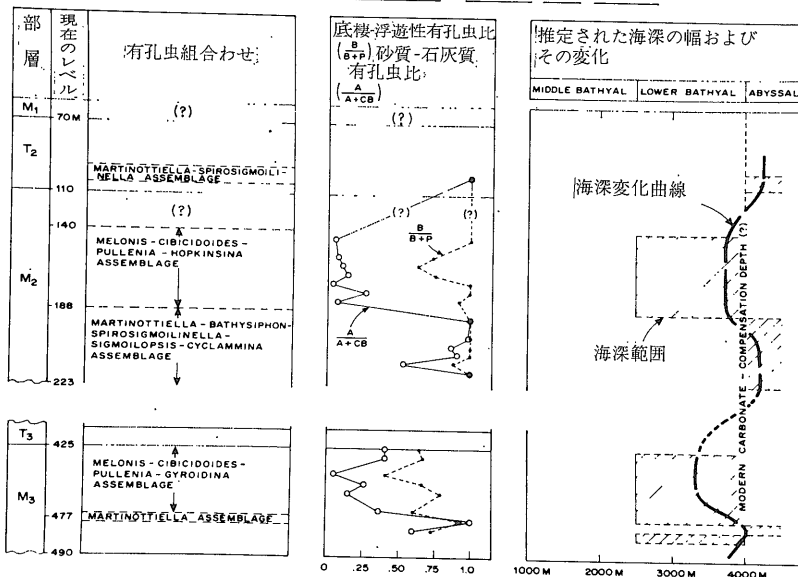 部層
現在のレベル
有孔虫組合わせ
底棲-浮遊性有孔虫比
(B/B+P) 砂質-石灰質
有孔虫比
(A/A+CB)
推定された海深の幅および
その変化
MIDDLE BATHYAL
LOWER BATHYAL
ABYSSAL
M1
70M
(?)
(?)
T2
MARTINOTTIELLA-SPIROSIGMOILI-
NELLA ASSEMBLAGE
110
(?)
(?)
(?)
海深変化曲線
140
MELONIS-CIBICIDOIDES-
PULLENIA-HOPKINSINA
ASSEMBLAGE
B/B+P
M2
188
MARTINOTTIELLA-BATHYSIPHON-
SPIROSIGMOILINELLA-
SIGMOILOPSIS-CYCLAMMINA
ASSEMBLAGE
A/A+CB
海深範囲
223
MODERN CARBONATE-COMPENSATION DEPTH (?)
T3
425
MELONIS-CIBICIDOIDES-
PULLENIA-GYROIDINA
ASSEMBLAGE
M3
477
MARTINOTTIELLA ASSEMBLAGE
490
0 .25 .50 .75 1.0
1000M 2000M 3000M 4000M